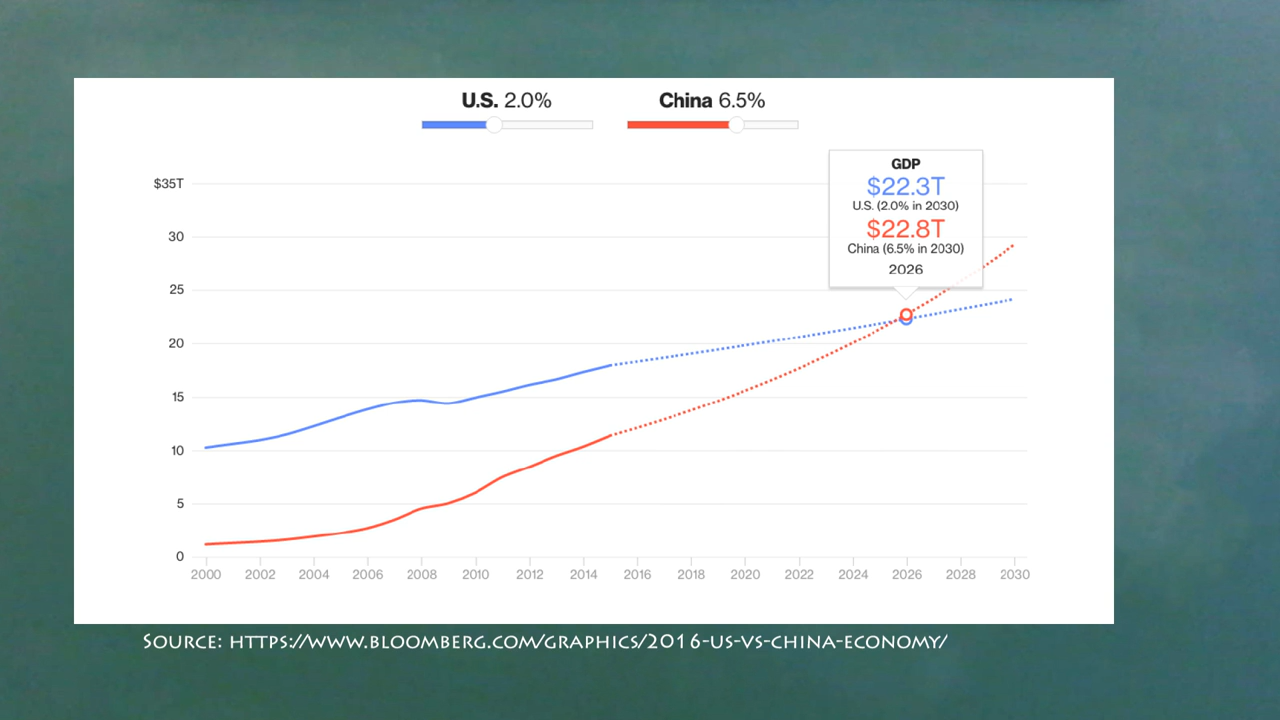 U.S. 2.0%
China 6.5%
GDP
$22.3T
U.S. (2.0% in 2030)
$22.8T
China (6.5% in 2030)
2026
$35T
30
25
20
15
10
5
0
2000 2002 2004 2006 2008 2010 2012 2014 2016 2018 2020 2022 2024 2026 2028 2030
Source: https://www.bloomberg.com/graphics/2016-us-vs-china-economy/